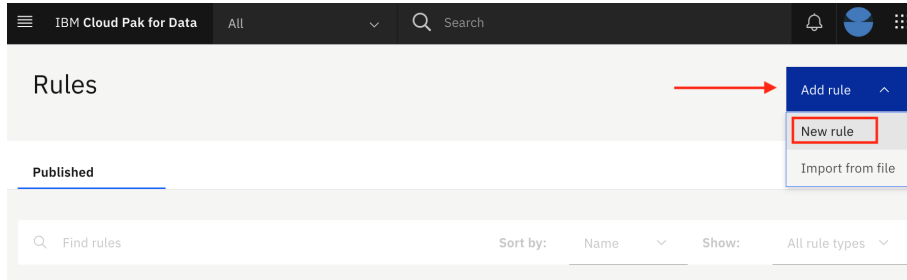 IBM Cloud Pak for Data All Search
Rules
Add rule
New rule
Import from file
Published
Find rules Sort by: Name Show: All rule types